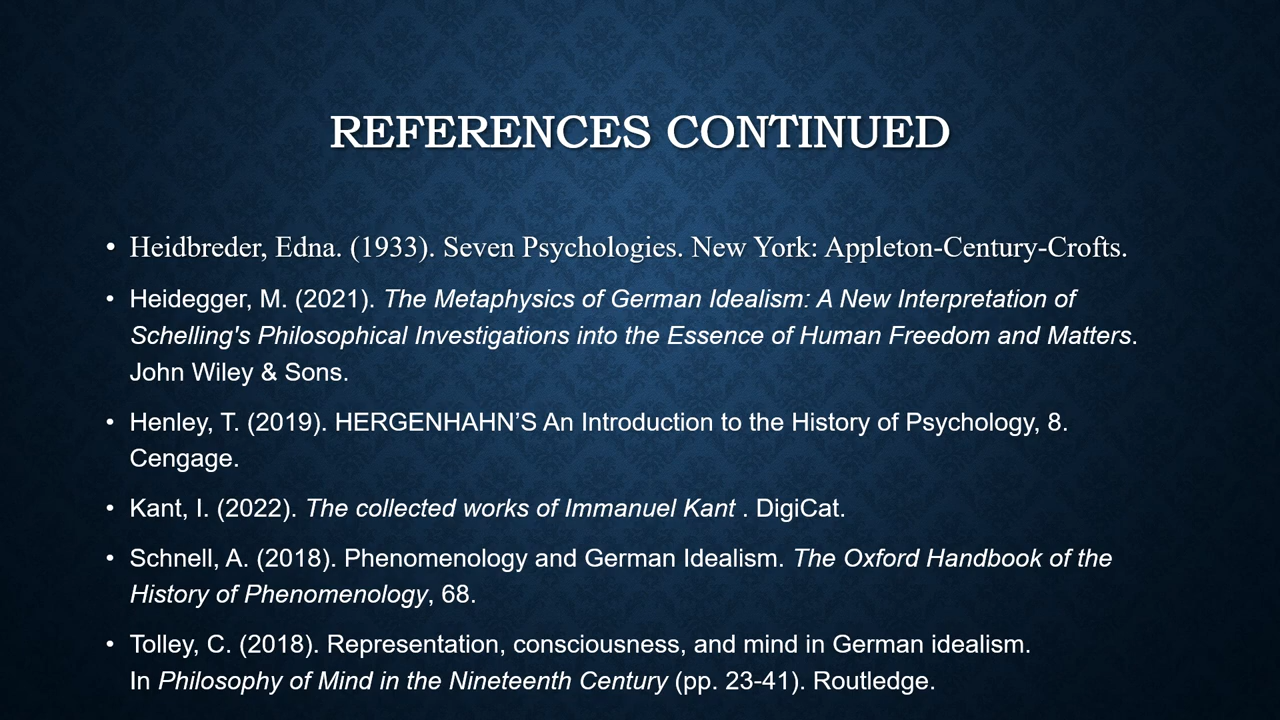 REFERENCES CONTINUED
• Heidbreder, Edna. (1933). Seven Psychologies. New York: Appleton-Century-Crofts.
• Heidegger, M. (2021). The Metaphysics of German Idealism: A New Interpretation of
Schelling's Philosophical Investigations into the Essence of Human Freedom and Matters.
John Wiley & Sons.
• Henley, T. (2019). HERGENHAHN’S An Introduction to the History of Psychology, 8.
Cengage.
• Kant, I. (2022). The collected works of Immanuel Kant . DigiCat.
• Schnell, A. (2018). Phenomenology and German Idealism. The Oxford Handbook of the
History of Phenomenology, 68.
• Tolley, C. (2018). Representation, consciousness, and mind in German idealism.
In Philosophy of Mind in the Nineteenth Century (pp. 23-41). Routledge.